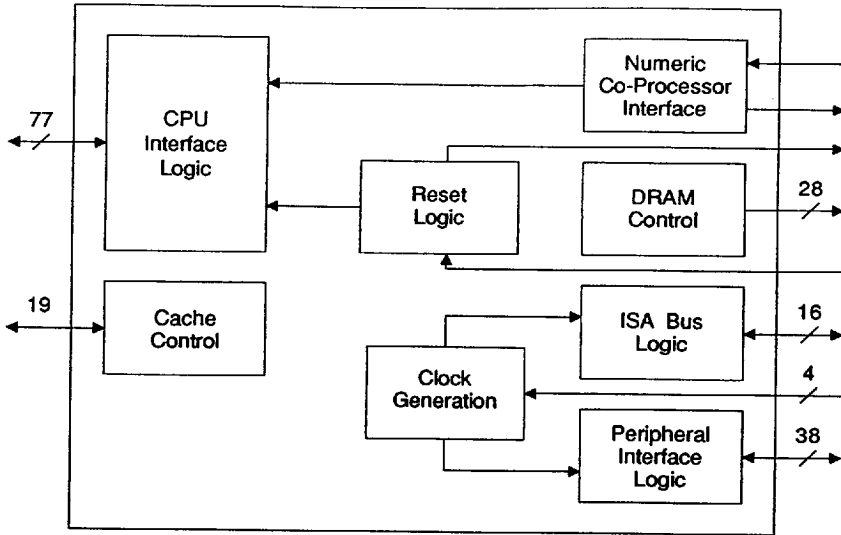 Numeric
Co-Processor
Interface
77
CPU
Interface
Logic
Reset
Logic
DRAM
Control
28
19
Cache
Control
ISA Bus
Logic
16
Clock
Generation
4
Peripheral
Interface
Logic
38